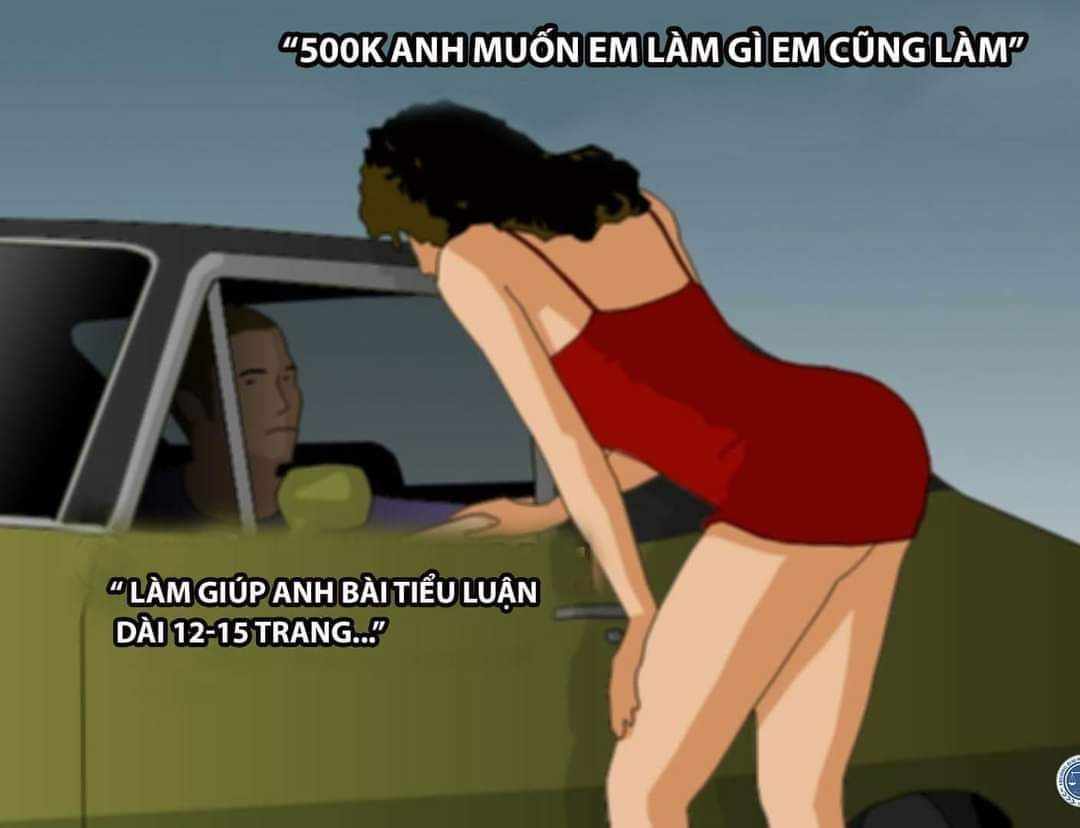 “500K ANH MUỐN EM LÀM GÌ EM CŨNG LÀM”
“ LÀM GIÚP ANH BÀI TIỂU LUẬN
DÀI 12-15 TRANG...”